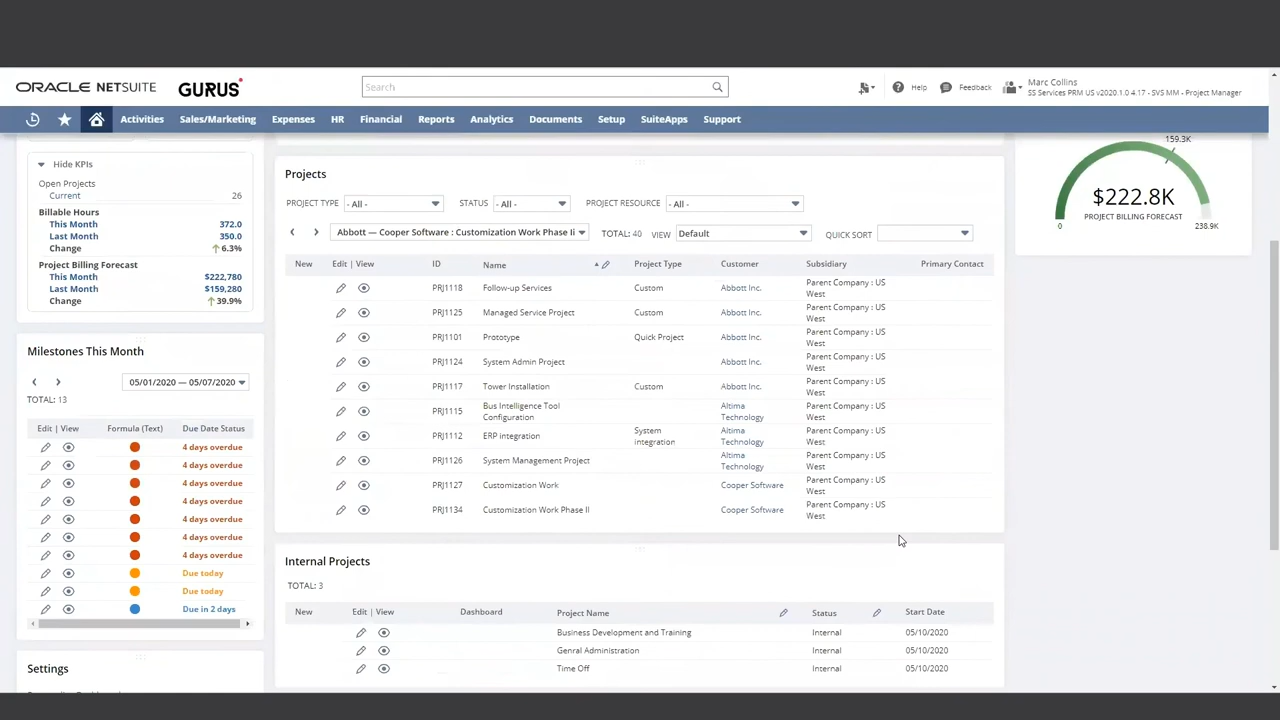 ORACLE NETSUITE GURUS
Search
Help
Feedback
Marc Collins
SS Services PRM US v2020.1.0 4.17 - SVS MM - Project Manager
Activities Sales/Marketing Expenses HR Financial Reports Analytics Documents Setup SuiteApps Support
Hide KPIs
Open Projects
Current 26
Billable Hours
This Month 372.0
Last Month 350.0
Change 6.3%
Project Billing Forecast
This Month $222,780
Last Month $159,280
Change 39.9%
Milestones This Month
05/01/2020 — 05/07/2020
TOTAL: 13
Edit | View Formula (Text) Due Date Status
4 days overdue
4 days overdue
4 days overdue
4 days overdue
4 days overdue
4 days overdue
4 days overdue
Due today
Due today
Due in 2 days
Settings
Projects
PROJECT TYPE - All - STATUS - All - PROJECT RESOURCE - All -
Abbott — Cooper Software : Customization Work Phase Ii TOTAL: 40 VIEW Default QUICK SORT
New Edit | View ID Name Project Type Customer Subsidiary Primary Contact
PRJ1118 Follow-up Services Custom Abbott Inc. Parent Company : US
West
PRJ1125 Managed Service Project Custom Abbott Inc. Parent Company : US
West
PRJ1101 Prototype Quick Project Abbott Inc. Parent Company : US
West
PRJ1124 System Admin Project Abbott Inc. Parent Company : US
West
PRJ1117 Tower Installation Custom Abbott Inc. Parent Company : US
West
PRJ1115 Bus Intelligence Tool Altima Parent Company : US
Configuration Technology West
PRJ1112 ERP integration System Altima Parent Company : US
integration Technology West
PRJ1126 System Management Project Altima Parent Company : US
Technology West
PRJ1127 Customization Work Cooper Software Parent Company : US
West
PRJ1134 Customization Work Phase II Cooper Software Parent Company : US
West
Internal Projects
TOTAL: 3
New Edit | View Dashboard Project Name Status Start Date
Business Development and Training Internal 05/10/2020
Genral Administration Internal 05/10/2020
Time Off Internal 05/10/2020
159.3K
$222.8K
PROJECT BILLING FORECAST
0 238.9K